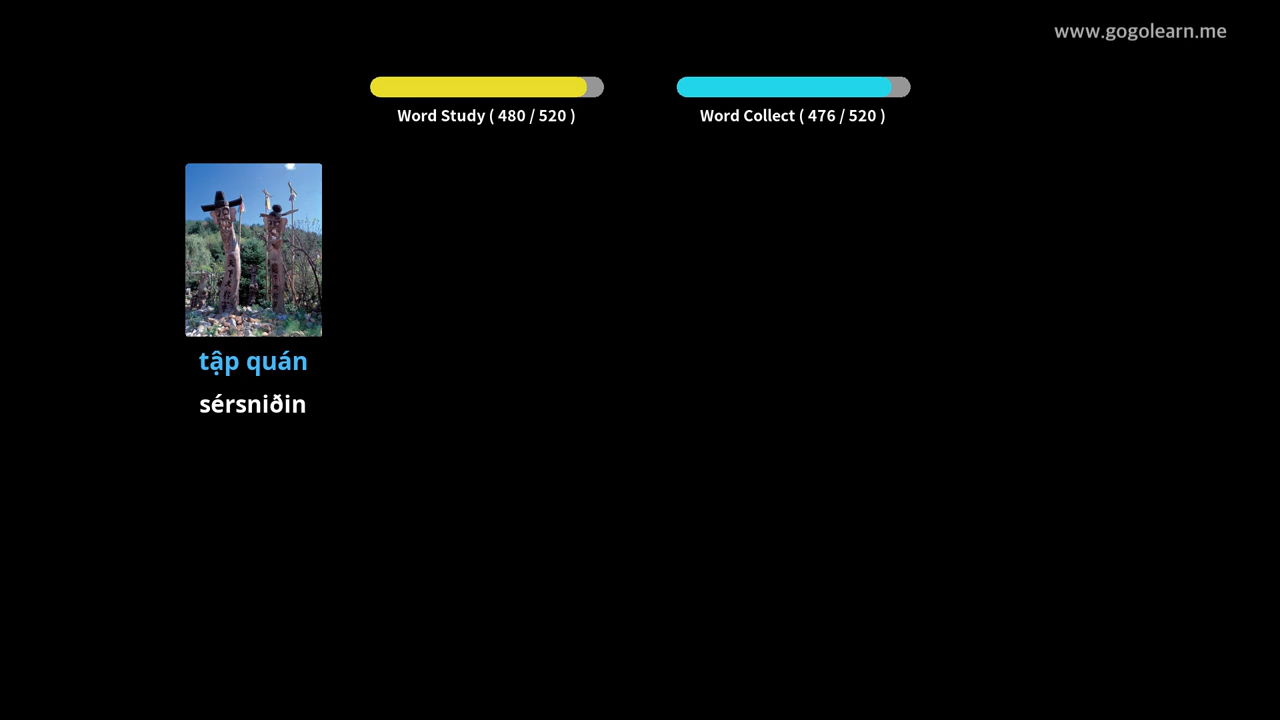 www.gogolearn.me
Word Study ( 480 / 520 )
Word Collect ( 476 / 520 )
tập quán
sérsniðin